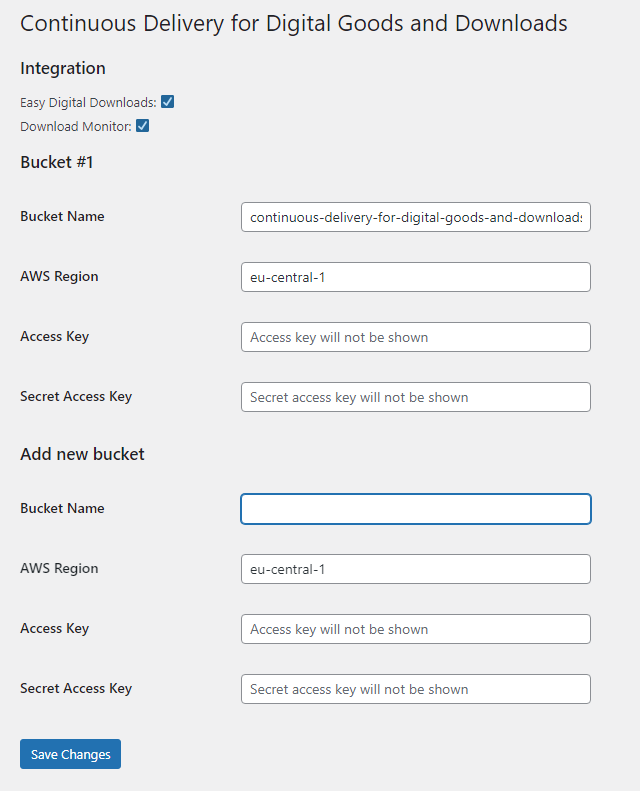 Continuous Delivery for Digital Goods and Downloads
Integration
Easy Digital Downloads:
Download Monitor:
Bucket #1
Bucket Name
continuous-delivery-for-digital-goods-and-downloads
AWS Region
eu-central-1
Access Key
Access key will not be shown
Secret Access Key
Secret access key will not be shown
Add new bucket
Bucket Name
AWS Region
eu-central-1
Access Key
Access key will not be shown
Secret Access Key
Secret access key will not be shown
Save Changes